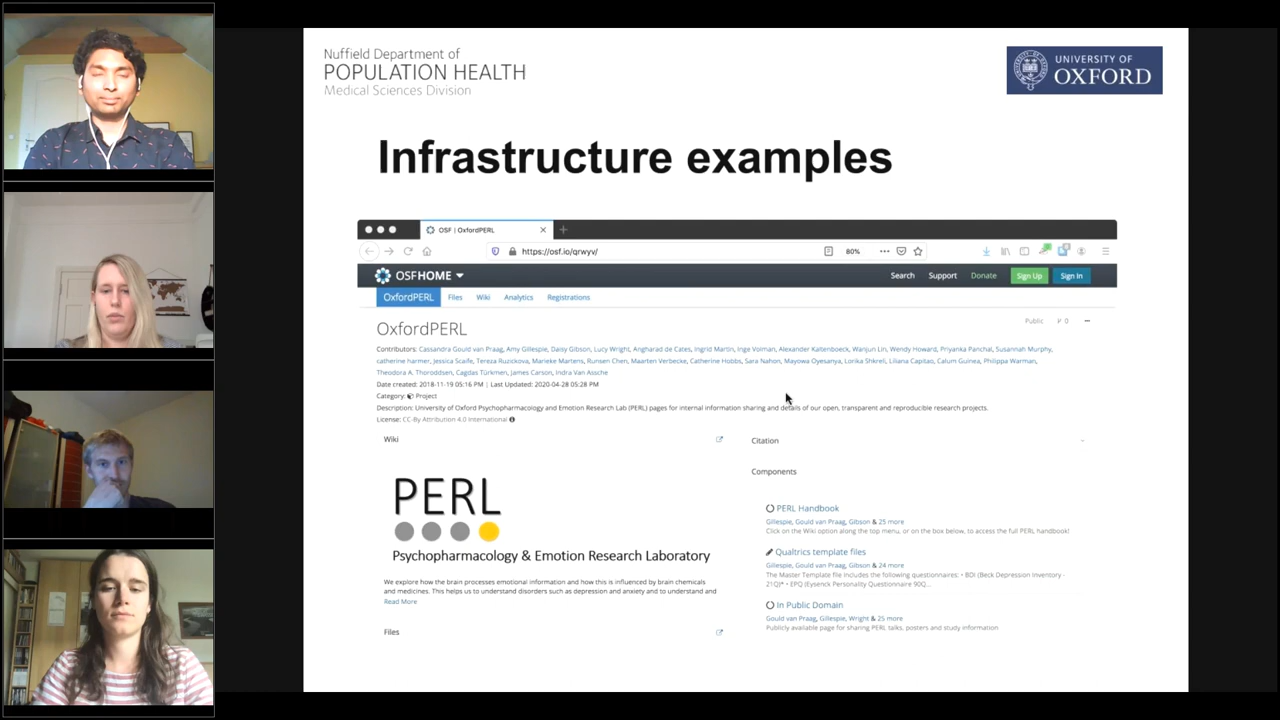 Nuffield Department of
POPULATION HEALTH
Medical Sciences Division
UNIVERSITY OF
OXFORD
Infrastructure examples
OSF | OxfordPERL
https://osf.io/qrwyv/
80%
OSFHOME
Search Support Donate Sign Up Sign In
OxfordPERL Files Wiki Analytics Registrations
Public 0
OxfordPERL
Contributors: Cassandra Gould van Praag, Amy Gillespie, Daisy Gibson, Lucy Wright, Angharad de Cates, Ingrid Martin, Inge Volman, Alexander Kaltenboeck, Wanjun Lin, Wendy Howard, Priyanka Panchal, Susannah Murphy,
catherine harmer, Jessica Scaife, Tereza Ruzickova, Marieke Martens, Runsen Chen, Maarten Verbecke, Catherine Hobbs, Sara Nahon, Mayowa Oyesanya, Lorika Shkreli, Liliana Capitao, Calum Guinea, Philippa Warman,
Theodora A. Thoroddsen, Cagdas Türkmen, James Carson, Indra Van Assche
Date created: 2018-11-19 05:16 PM | Last Updated: 2020-04-28 05:28 PM
Category: Project
Description: University of Oxford Psychopharmacology and Emotion Research Lab (PERL) pages for internal information sharing and details of our open, transparent and reproducible research projects.
License: CC-By Attribution 4.0 International
Wiki
PERL
Psychopharmacology & Emotion Research Laboratory
We explore how the brain processes emotional information and how this is influenced by brain chemicals
and medicines. This helps us to understand disorders such as depression and anxiety and to understand and
Read More
Files
Citation
Components
PERL Handbook
Gillespie, Gould van Praag, Gibson & 25 more
Click on the Wiki option along the top menu, or on the box below, to access the full PERL handbook!
Qualtrics template files
Gillespie, Gould van Praag, Gibson & 24 more
The Master Template file includes the following questionnaires: • BDI (Beck Depression Inventory -
21Q)* • EPQ (Eysenck Personality Questionnaire 90Q...
In Public Domain
Gould van Praag, Gillespie, Wright & 25 more
Publicly available page for sharing PERL talks, posters and study information